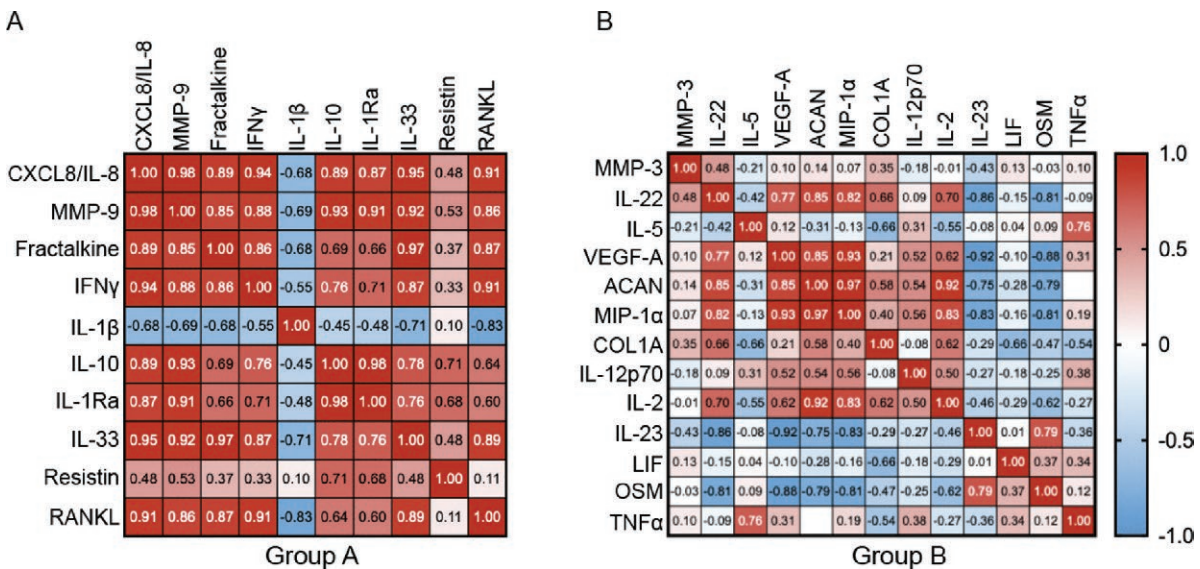 A
CXCL8/IL-8 MMP-9 Fractalkine IFNγ IL-1β IL-10 IL-1Ra IL-33 Resistin RANKL
CXCL8/IL-8 1.00 0.98 0.89 0.94 -0.68 0.89 0.87 0.95 0.48 0.91
MMP-9 0.98 1.00 0.85 0.88 -0.69 0.93 0.91 0.92 0.53 0.86
Fractalkine 0.89 0.85 1.00 0.86 -0.68 0.69 0.66 0.97 0.37 0.87
IFNγ 0.94 0.88 0.86 1.00 -0.55 0.76 0.71 0.87 0.33 0.91
IL-1β -0.68 -0.69 -0.68 -0.55 1.00 -0.45 -0.48 -0.71 0.10 -0.83
IL-10 0.89 0.93 0.69 0.76 -0.45 1.00 0.98 0.78 0.71 0.64
IL-1Ra 0.87 0.91 0.66 0.71 -0.48 0.98 1.00 0.76 0.68 0.60
IL-33 0.95 0.92 0.97 0.87 -0.71 0.78 0.76 1.00 0.48 0.89
Resistin 0.48 0.53 0.37 0.33 0.10 0.71 0.68 0.48 1.00 0.11
RANKL 0.91 0.86 0.87 0.91 -0.83 0.64 0.60 0.89 0.11 1.00
Group A
B
MMP-3 IL-22 IL-5 VEGF-A ACAN MIP-1α COL1A IL-12p70 IL-2 IL-23 LIF OSM TNFα
MMP-3 1.00 0.48 -0.21 0.10 0.14 0.07 0.35 -0.18 -0.01 -0.43 0.13 -0.03 0.10
IL-22 0.48 1.00 -0.42 0.77 0.85 0.82 0.66 0.09 0.70 -0.86 -0.15 -0.81 -0.09
IL-5 -0.21 -0.42 1.00 0.12 -0.31 -0.13 -0.66 0.31 -0.55 -0.08 0.04 0.09 0.76
VEGF-A 0.10 0.77 0.12 1.00 0.85 0.93 0.21 0.52 0.62 -0.92 -0.10 -0.88 0.31
ACAN 0.14 0.85 -0.31 0.85 1.00 0.97 0.58 0.54 0.92 -0.75 -0.28 -0.79
MIP-1α 0.07 0.82 -0.13 0.93 0.97 1.00 0.40 0.56 0.83 -0.83 -0.16 -0.81 0.19
COL1A 0.35 0.66 -0.66 0.21 0.58 0.40 1.00 -0.08 0.62 -0.29 -0.66 -0.47 -0.54
IL-12p70 -0.18 0.09 0.31 0.52 0.54 0.56 -0.08 1.00 0.50 -0.27 -0.18 -0.25 0.38
IL-2 -0.01 0.70 -0.55 0.62 0.92 0.83 0.62 0.50 1.00 -0.46 -0.29 -0.62 -0.27
IL-23 -0.43 -0.86 -0.08 -0.92 -0.75 -0.83 -0.29 -0.27 -0.46 1.00 0.01 0.79 -0.36
LIF 0.13 -0.15 0.04 -0.10 -0.28 -0.16 -0.66 -0.18 -0.29 0.01 1.00 0.37 0.34
OSM -0.03 -0.81 0.09 -0.88 -0.79 -0.81 -0.47 -0.25 -0.62 0.79 0.37 1.00 0.12
TNFα 0.10 -0.09 0.76 0.31 0.19 -0.54 0.38 -0.27 -0.36 0.34 0.12 1.00
Group B
1.0
0.5
0
-0.5
-1.0